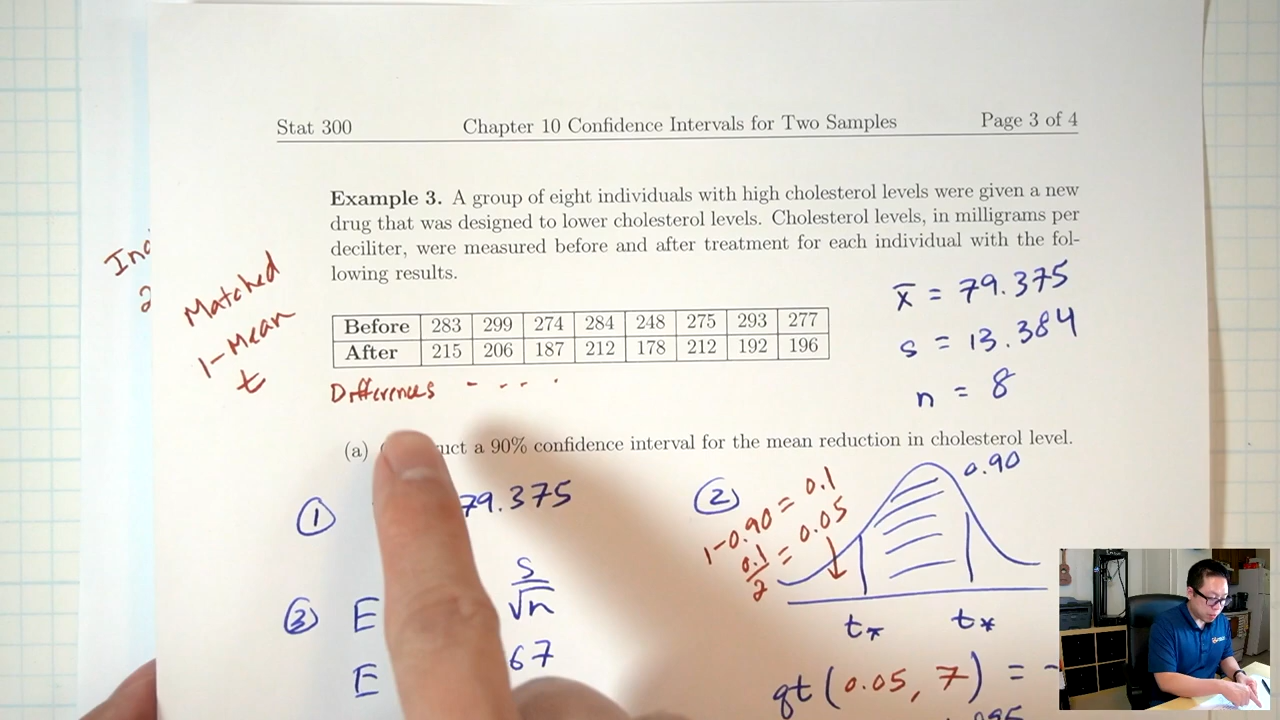 Stat 300 Chapter 10 Confidence Intervals for Two Samples Page 3 of 4
Example 3. A group of eight individuals with high cholesterol levels were given a new
drug that was designed to lower cholesterol levels. Cholesterol levels, in milligrams per
deciliter, were measured before and after treatment for each individual with the fol-
lowing results.
Matched
1-Mean
t
Before 283 299 274 284 248 275 293 277
After 215 206 187 212 178 212 192 196
Differences - - - - .
x̄ = 79.375
s = 13.384
n = 8
(a) a 90% confidence interval for the mean reduction in cholesterol level.
① 79.375
② 1-0.90 = 0.1
0.1/2 = 0.05
0.90
t* t*
qt(0.05, 7) = -
③ E s/√n
E 67